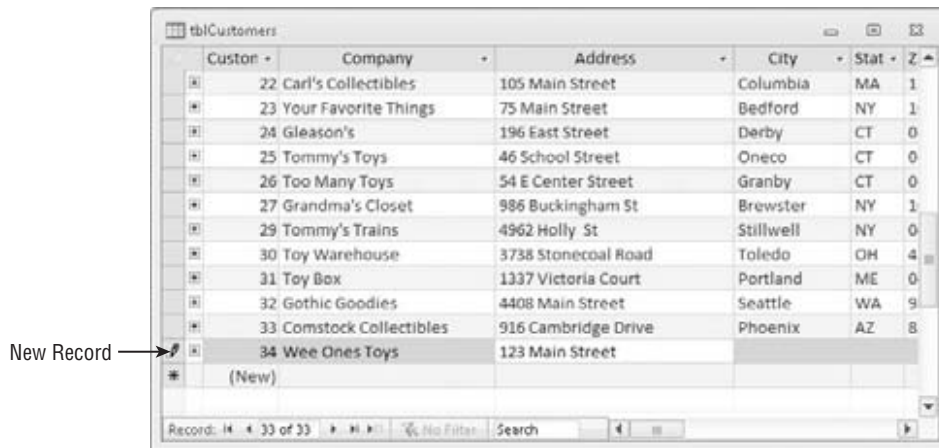 tblCustomers
Custon Company Address City Stat Z
22 Carl's Collectibles 105 Main Street Columbia MA 1
23 Your Favorite Things 75 Main Street Bedford NY 1
24 Gleason's 196 East Street Derby CT 0
25 Tommy's Toys 46 School Street Oneco CT 0
26 Too Many Toys 54 E Center Street Granby CT 0
27 Grandma's Closet 986 Buckingham St Brewster NY 1
29 Tommy's Trains 4962 Holly St Stillwell NY 0
30 Toy Warehouse 3738 Stonecoal Road Toledo OH 4
31 Toy Box 1337 Victoria Court Portland ME 0
32 Gothic Goodies 4408 Main Street Seattle WA 9
33 Comstock Collectibles 916 Cambridge Drive Phoenix AZ 8
New Record 34 Wee Ones Toys 123 Main Street
(New)
Record: 33 of 33 No Filter Search